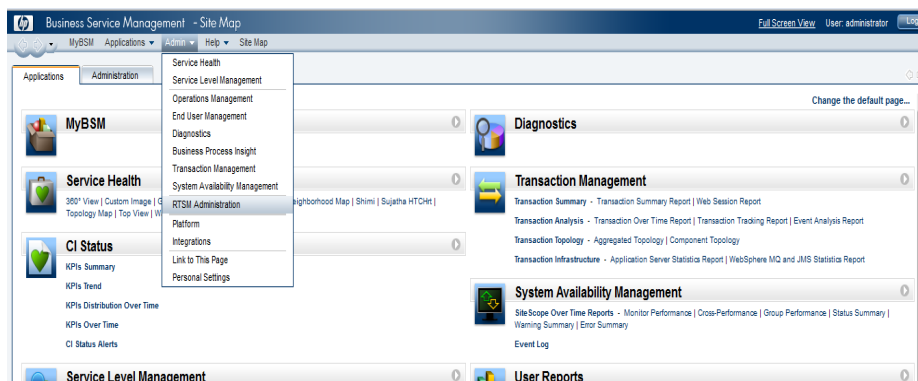 hp Business Service Management - Site Map
Full Screen View User: administrator
MyBSM Applications Admin Help Site Map
Applications Administration
Service Health
Service Level Management
Operations Management
End User Management
Diagnostics
Business Process Insight
Transaction Management
System Availability Management
RTSM Administration
Platform
Integrations
Link to This Page
Personal Settings
Change the default page...
MyBSM
Service Health
360° View | Custom Image | ighborhood Map | Shimi | Sujatha HTCHrt |
Topology Map | Top View |
CI Status
KPIs Summary
KPIs Trend
KPIs Distribution Over Time
KPIs Over Time
CI Status Alerts
Service Level Management
Diagnostics
Transaction Management
Transaction Summary - Transaction Summary Report | Web Session Report
Transaction Analysis - Transaction Over Time Report | Transaction Tracking Report | Event Analysis Report
Transaction Topology - Aggregated Topology | Component Topology
Transaction Infrastructure - Application Server Statistics Report | WebSphere MQ and JMS Statistics Report
System Availability Management
SiteScope Over Time Reports - Monitor Performance | Cross-Performance | Group Performance | Status Summary |
Warning Summary | Error Summary
Event Log
User Reports